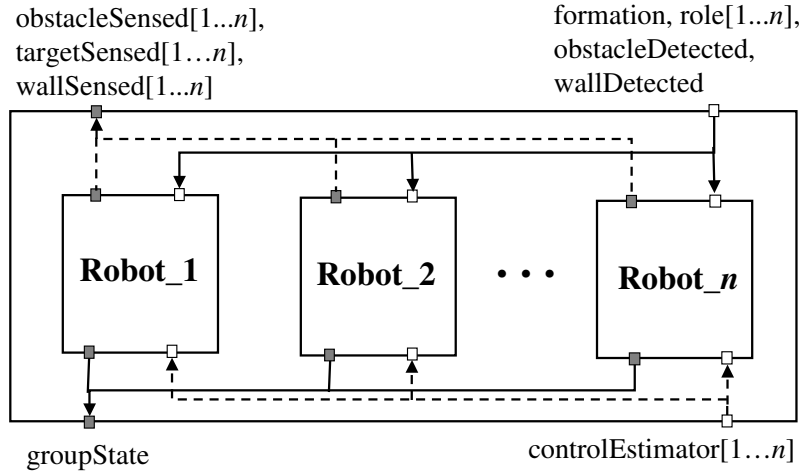 obstacleSensed[1...n],
targetSensed[1…n],
wallSensed[1...n]
formation, role[1...n],
obstacleDetected,
wallDetected
Robot_1
Robot_2
• • •
Robot_n
groupState
controlEstimator[1…n]